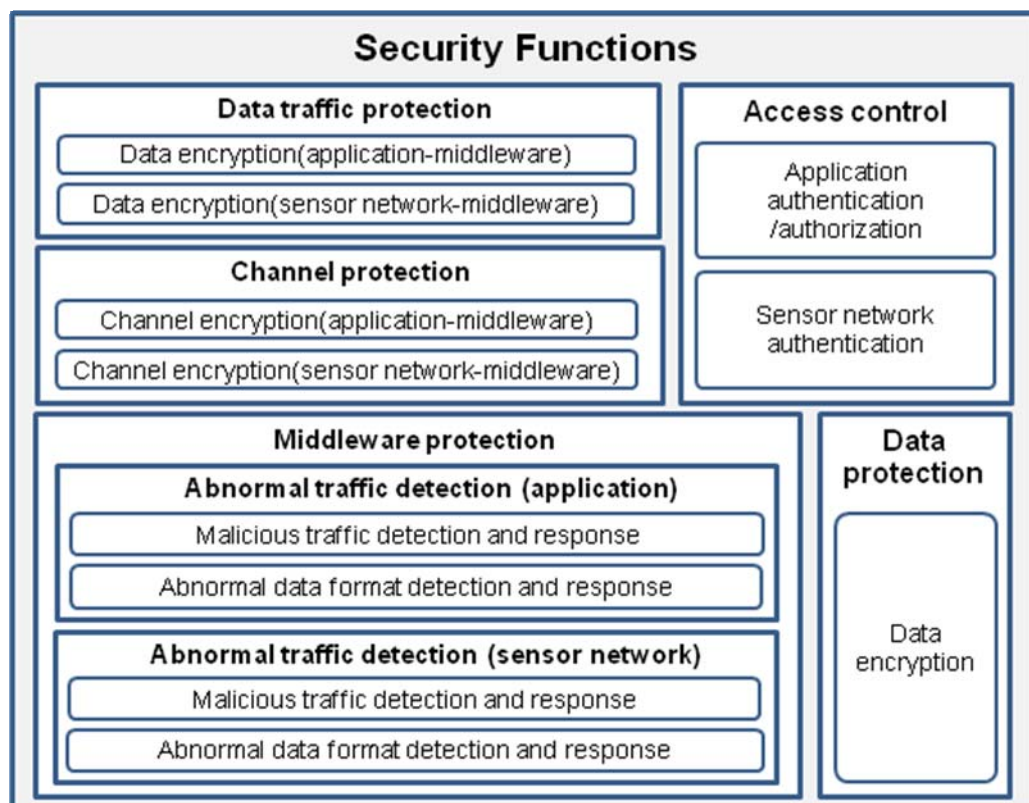 Security Functions
Data traffic protection
Data encryption(application-middleware)
Data encryption(sensor network-middleware)
Channel protection
Channel encryption(application-middleware)
Channel encryption(sensor network-middleware)
Access control
Application
authentication
/authorization
Sensor network
authentication
Middleware protection
Abnormal traffic detection (application)
Malicious traffic detection and response
Abnormal data format detection and response
Abnormal traffic detection (sensor network)
Malicious traffic detection and response
Abnormal data format detection and response
Data
protection
Data
encryption